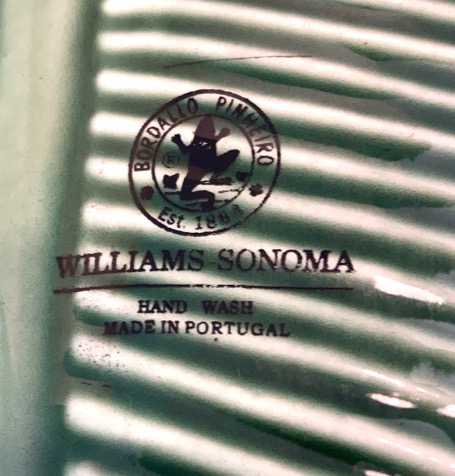 BORDALLO PINHEIRO
®
Est. 1884
WILLIAMS-SONOMA
HAND WASH
MADE IN PORTUGAL